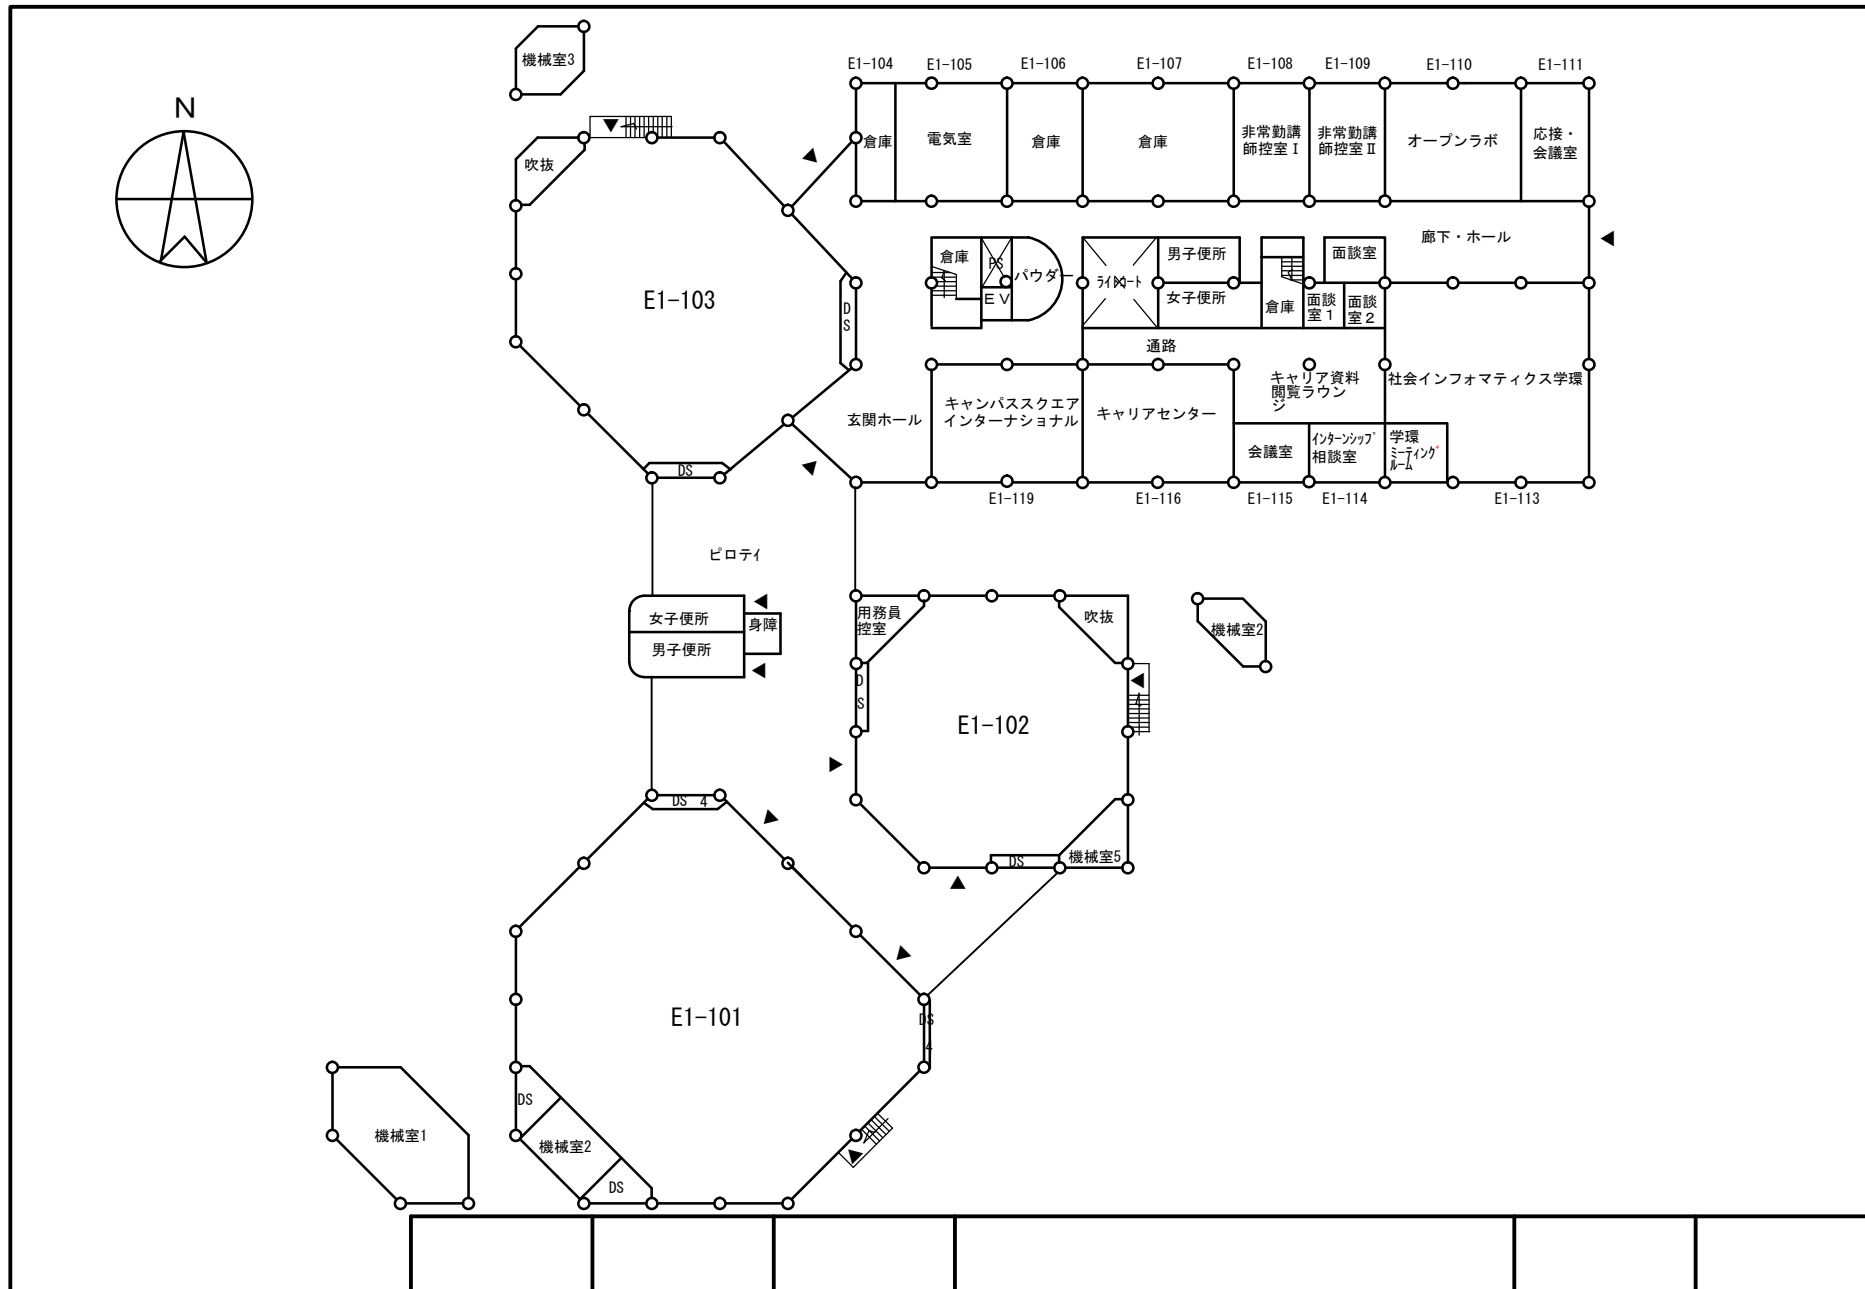 機械室3
N
E1-104
E1-105
E1-106
E1-107
E1-108
E1-109
E1-110
E1-111
倉庫
電気室
倉庫
倉庫
非常勤講
師控室Ⅰ
非常勤講
師控室Ⅱ
オープンラボ
応接・
会議室
吹抜
E1-103
DS
倉庫
PS
EV
パウダー
ﾗｲﾄｺｰﾄ
男子便所
女子便所
倉庫
面談室
面談
室1
面談
室2
廊下・ホール
通路
玄関ホール
キャンパススクエア
インターナショナル
キャリアセンター
キャリア資料
閲覧ラウン
ジ
社会インフォマティクス学環
会議室
ｲﾝﾀｰﾝｼｯﾌﾟ
相談室
学環
ﾐｰﾃｨﾝｸﾞ
ﾙｰﾑ
DS
E1-119
E1-116
E1-115
E1-114
E1-113
ピロティ
女子便所
男子便所
身障
用務員
控室
吹抜
機械室2
DS
E1-102
DS
機械室5
DS 4
E1-101
DS
4
DS
機械室2
DS
機械室1